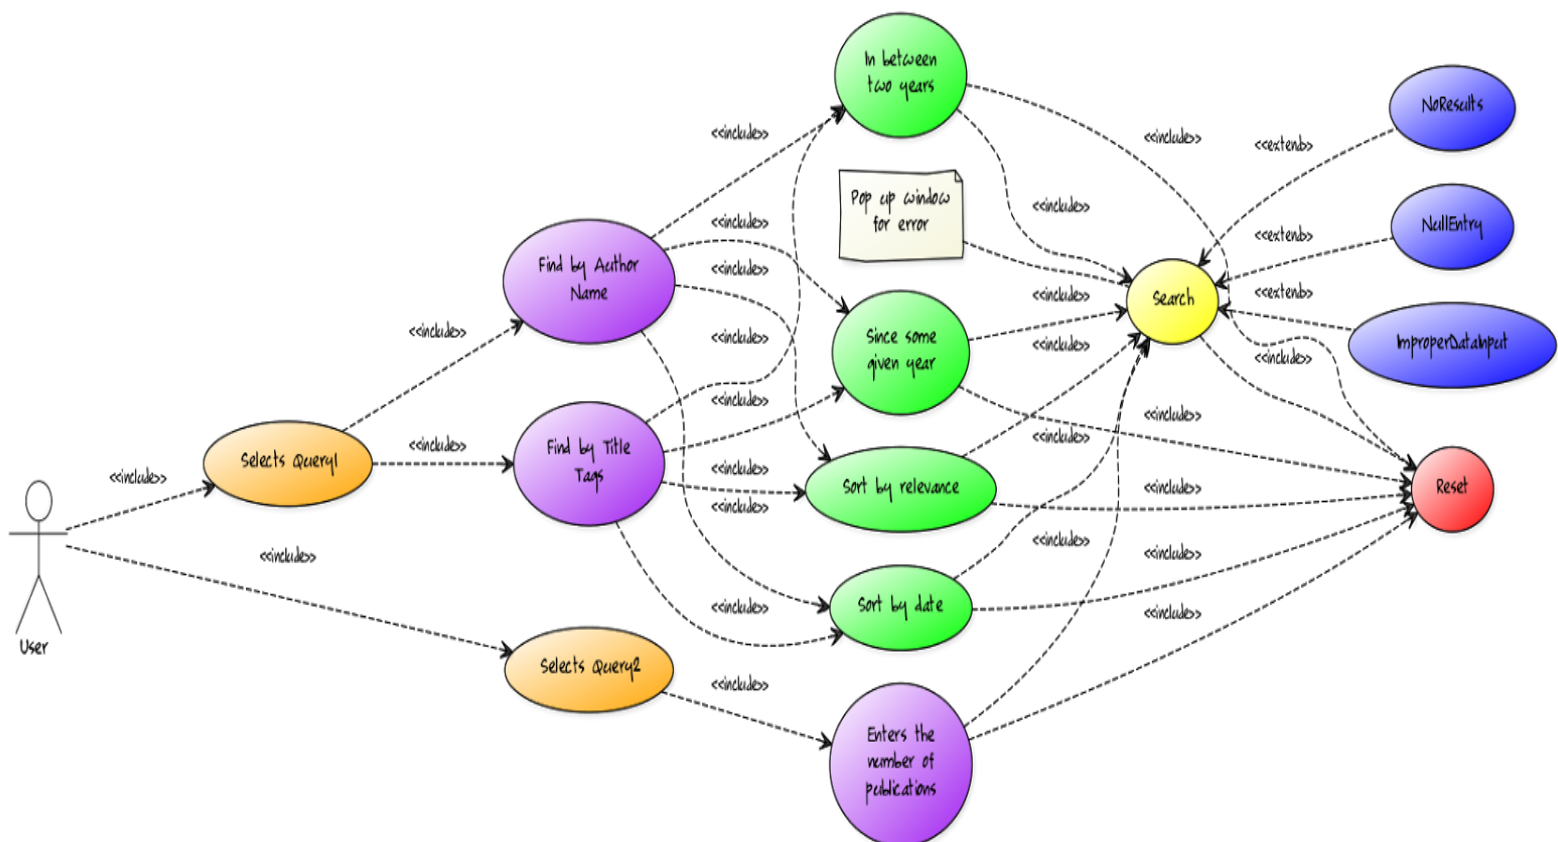 In between
two years
NoResults
<<include>>
<<include>>
<<extend>>
Pop up window
for error
<<include>>
<<include>>
NullEntry
<<extend>>
Find by Author
Name
<<include>>
Search
<<include>>
<<extend>>
<<include>>
<<include>>
Since some
given year
<<include>>
<<include>>
ImproperDataInput
<<include>>
<<include>>
Selects Query1
<<include>>
Find by Title
Tags
<<include>>
<<include>>
<<include>>
<<include>>
Sort by relevance
<<include>>
Reset
<<include>>
<<include>>
<<include>>
<<include>>
User
<<include>>
Sort by date
<<include>>
Selects Query2
<<include>>
Enters the
number of
publications